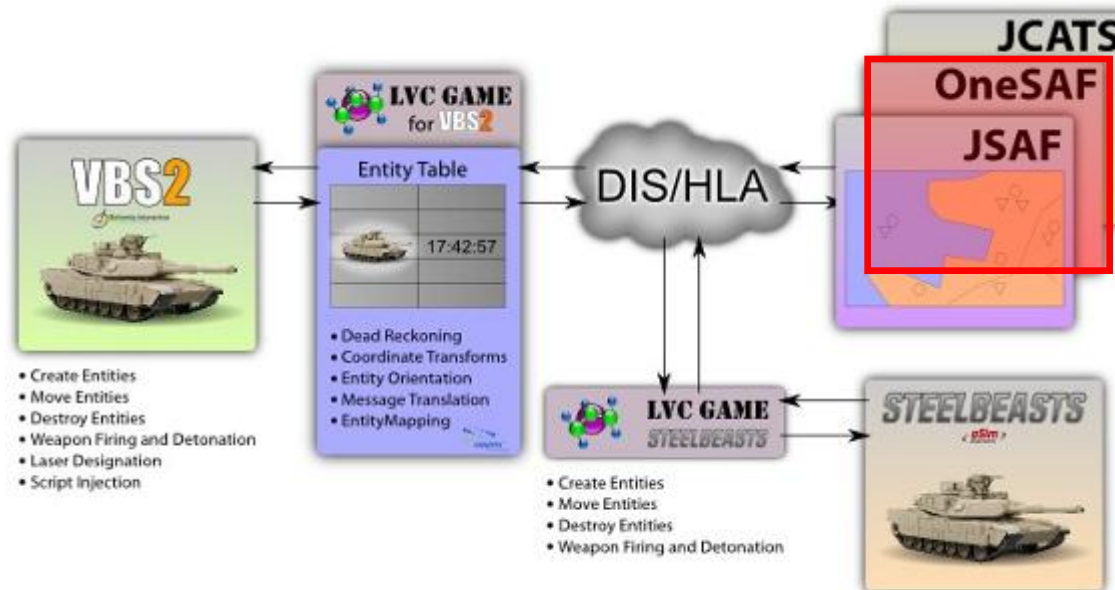 JCATS
OneSAF
JSAF
LVC GAME
for VBS2
VBS2
Entity Table
17:42:57
DIS/HLA
• Dead Reckoning
• Coordinate Transforms
• Entity Orientation
• Message Translation
• EntityMapping
• Create Entities
• Move Entities
• Destroy Entities
• Weapon Firing and Detonation
• Laser Designation
• Script Injection
LVC GAME
STEELBEASTS
• Create Entities
• Move Entities
• Destroy Entities
• Weapon Firing and Detonation
STEELBEASTS
eSim